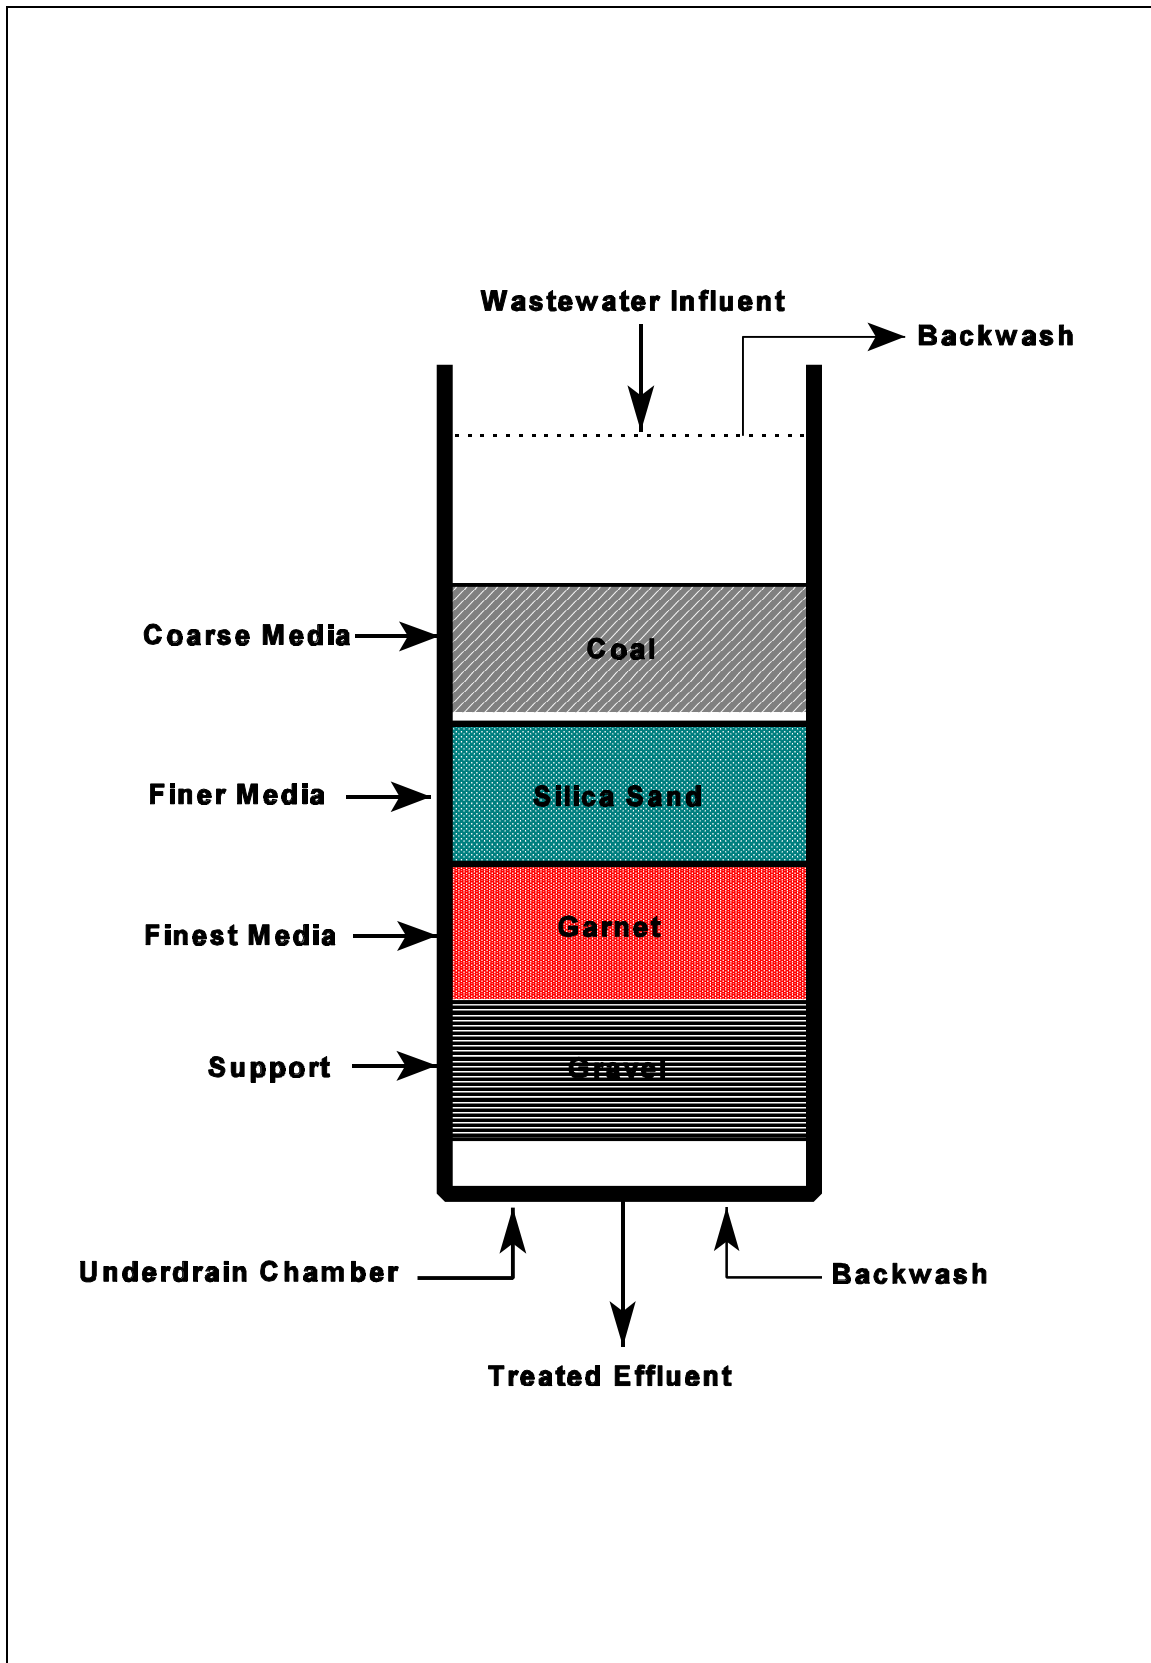 Wastewater Influent
Backwash
Coarse Media
Coal
Finer Media
Silica Sand
Finest Media
Garnet
Support
Gravel
Underdrain Chamber
Backwash
Treated Effluent